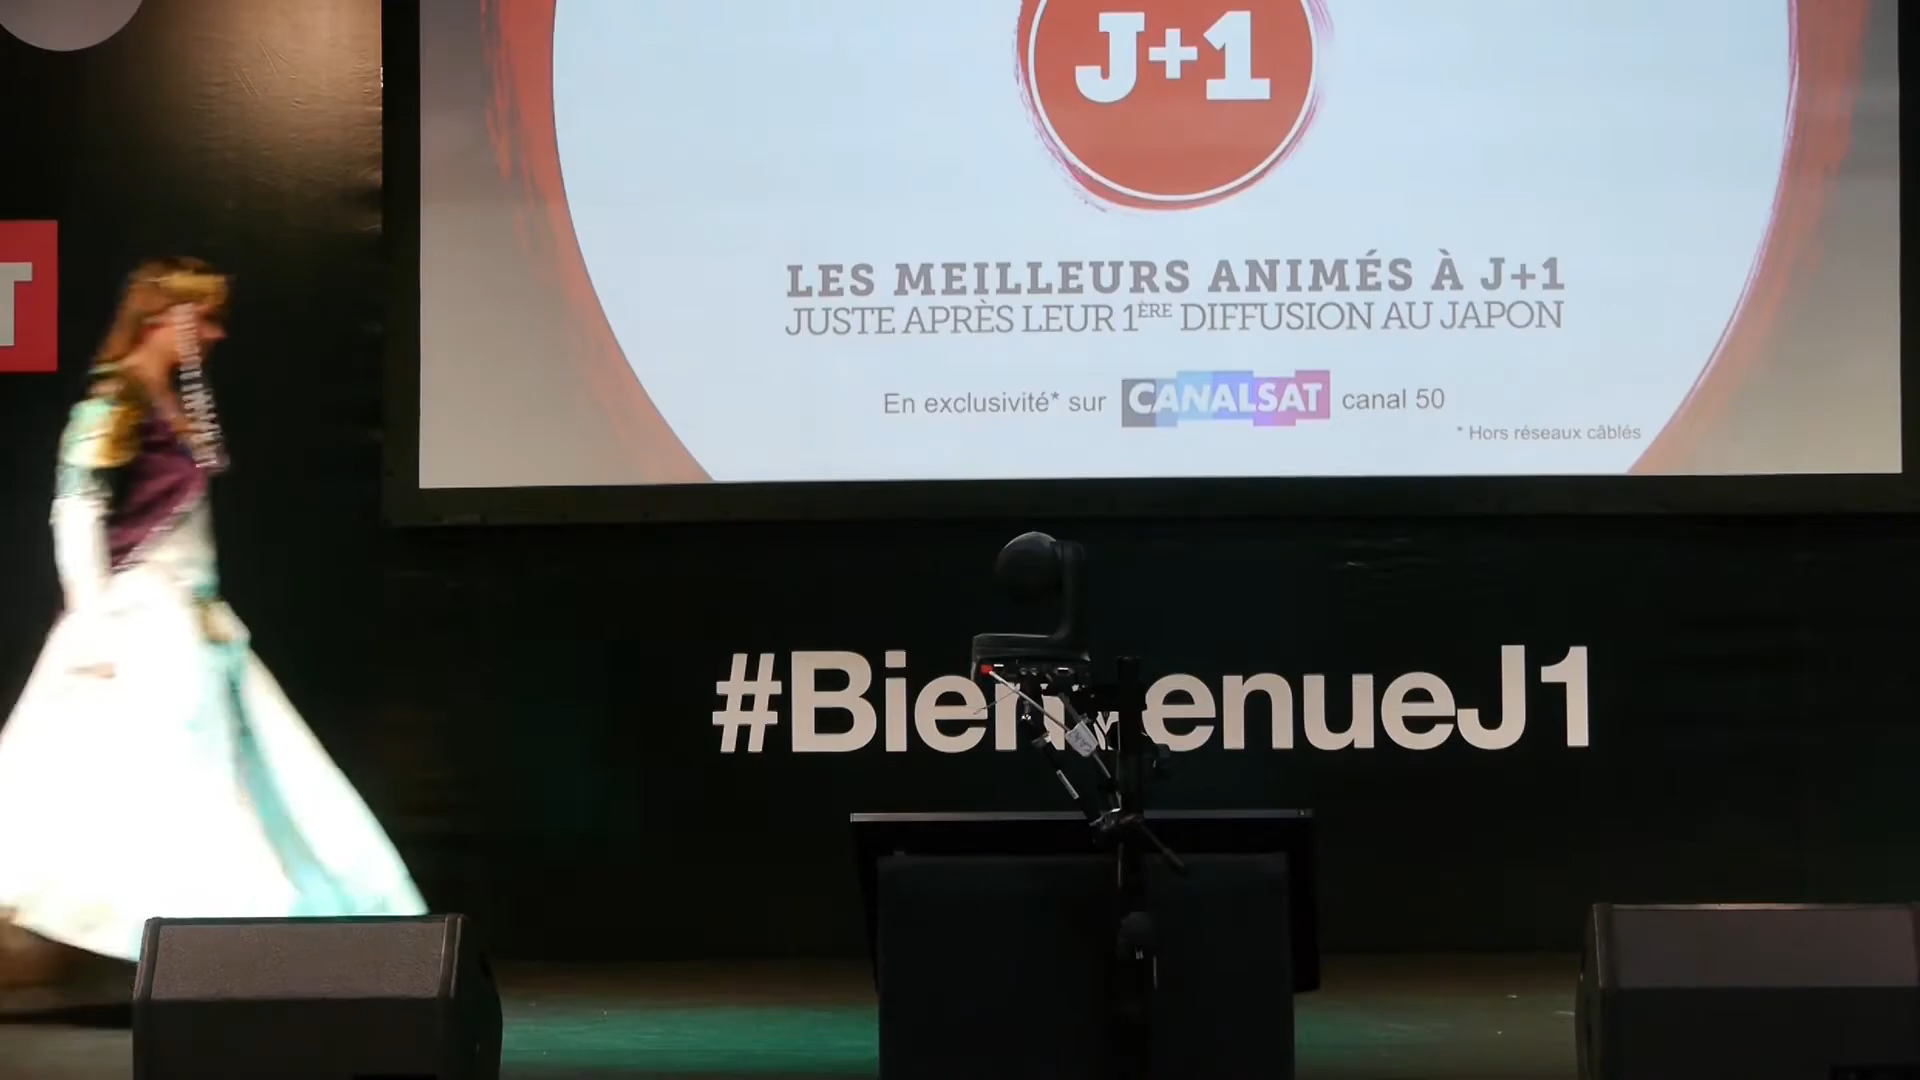 J+1
LES MEILLEURS ANIMÉS À J+1
JUSTE APRÈS LEUR 1ÈRE DIFFUSION AU JAPON
En exclusivité* sur CANALSAT canal 50
* Hors réseaux câblés
T
#BienvenueJ1